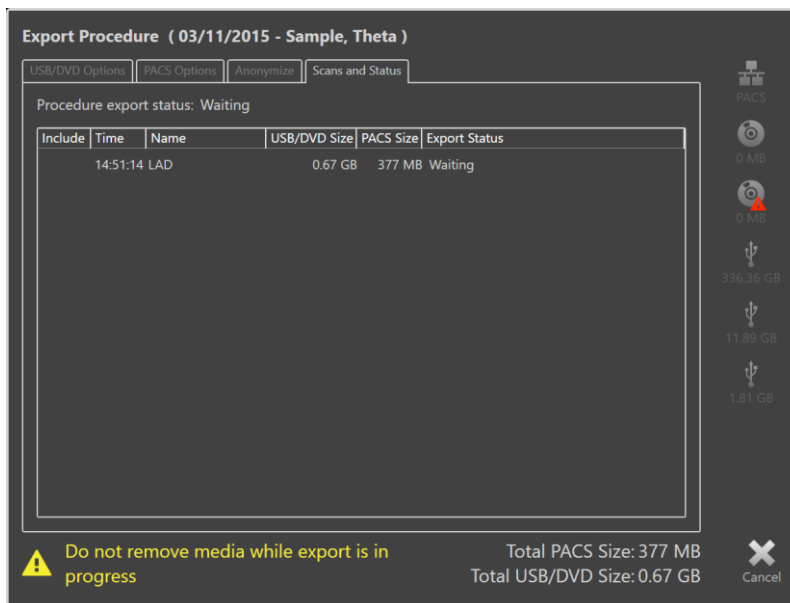 Export Procedure ( 03/11/2015 - Sample, Theta )
USB/DVD Options PACS Options Anonymize Scans and Status
Procedure export status: Waiting
Include Time Name USB/DVD Size PACS Size Export Status
14:51:14 LAD 0.67 GB 377 MB Waiting
PACS
0 MB
0 MB
336.36 GB
11.89 GB
1.81 GB
Do not remove media while export is in
progress
Total PACS Size: 377 MB
Total USB/DVD Size: 0.67 GB
Cancel